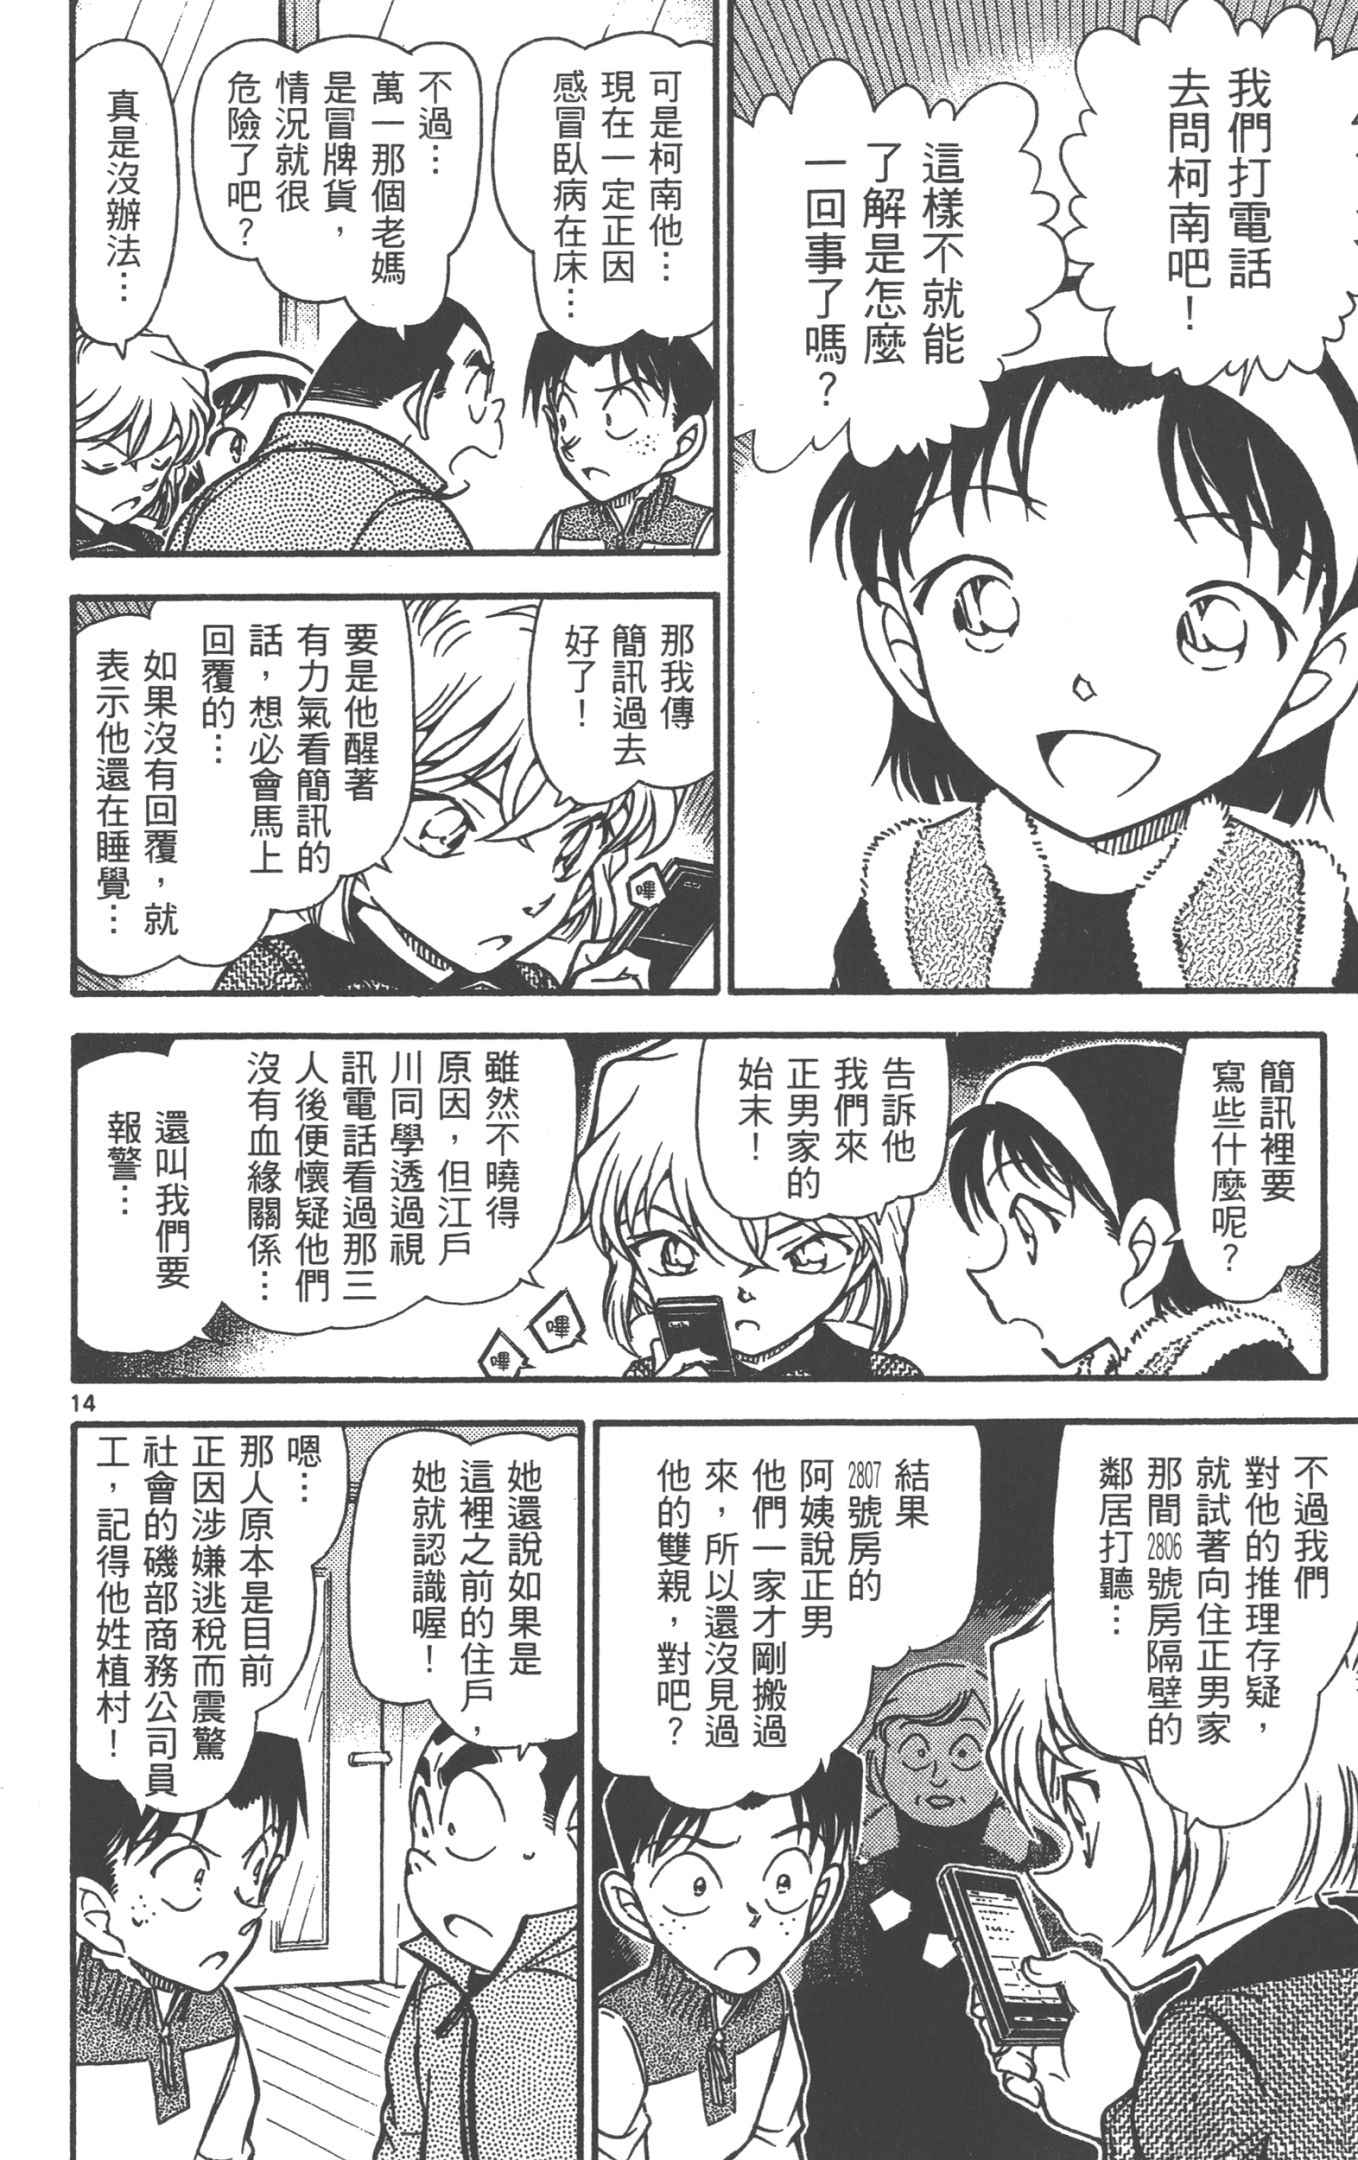 我們打電話
去問柯南吧！
這樣不就能
了解是怎麼
一回事了嗎？
可是柯南他…
現在一定正因
感冒臥病在床…
不過…
萬一那個老媽
是冒牌貨，
情況就很
危險了吧？
真是沒辦法…
那我傳
簡訊過去
好了！
嗶
要是他醒著
有力氣看簡訊的
話，想必會馬上
回覆的…
如果沒有回覆，就
表示他還在睡覺…
簡訊裡要
寫些什麼呢？
告訴他
我們來
正男家的
始末！
嗶
嗶
雖然不曉得
原因，但江戶
川同學透過視
訊電話看過那三
人後便懷疑他們
沒有血緣關係…
還叫我們要
報警…
14
不過我們
對他的推理存疑，
就試著向住正男家
那間2806號房隔壁的
鄰居打聽…
結果
2807號房的
阿姨說正男
他們一家才剛搬過
來，所以還沒見過
他的雙親，對吧？
她還說如果是
這裡之前的住戶，
她就認識喔！
嗯…
那人原本是目前
正因涉嫌逃稅而震驚
社會的磯部商務公司員
工，記得他姓植村！